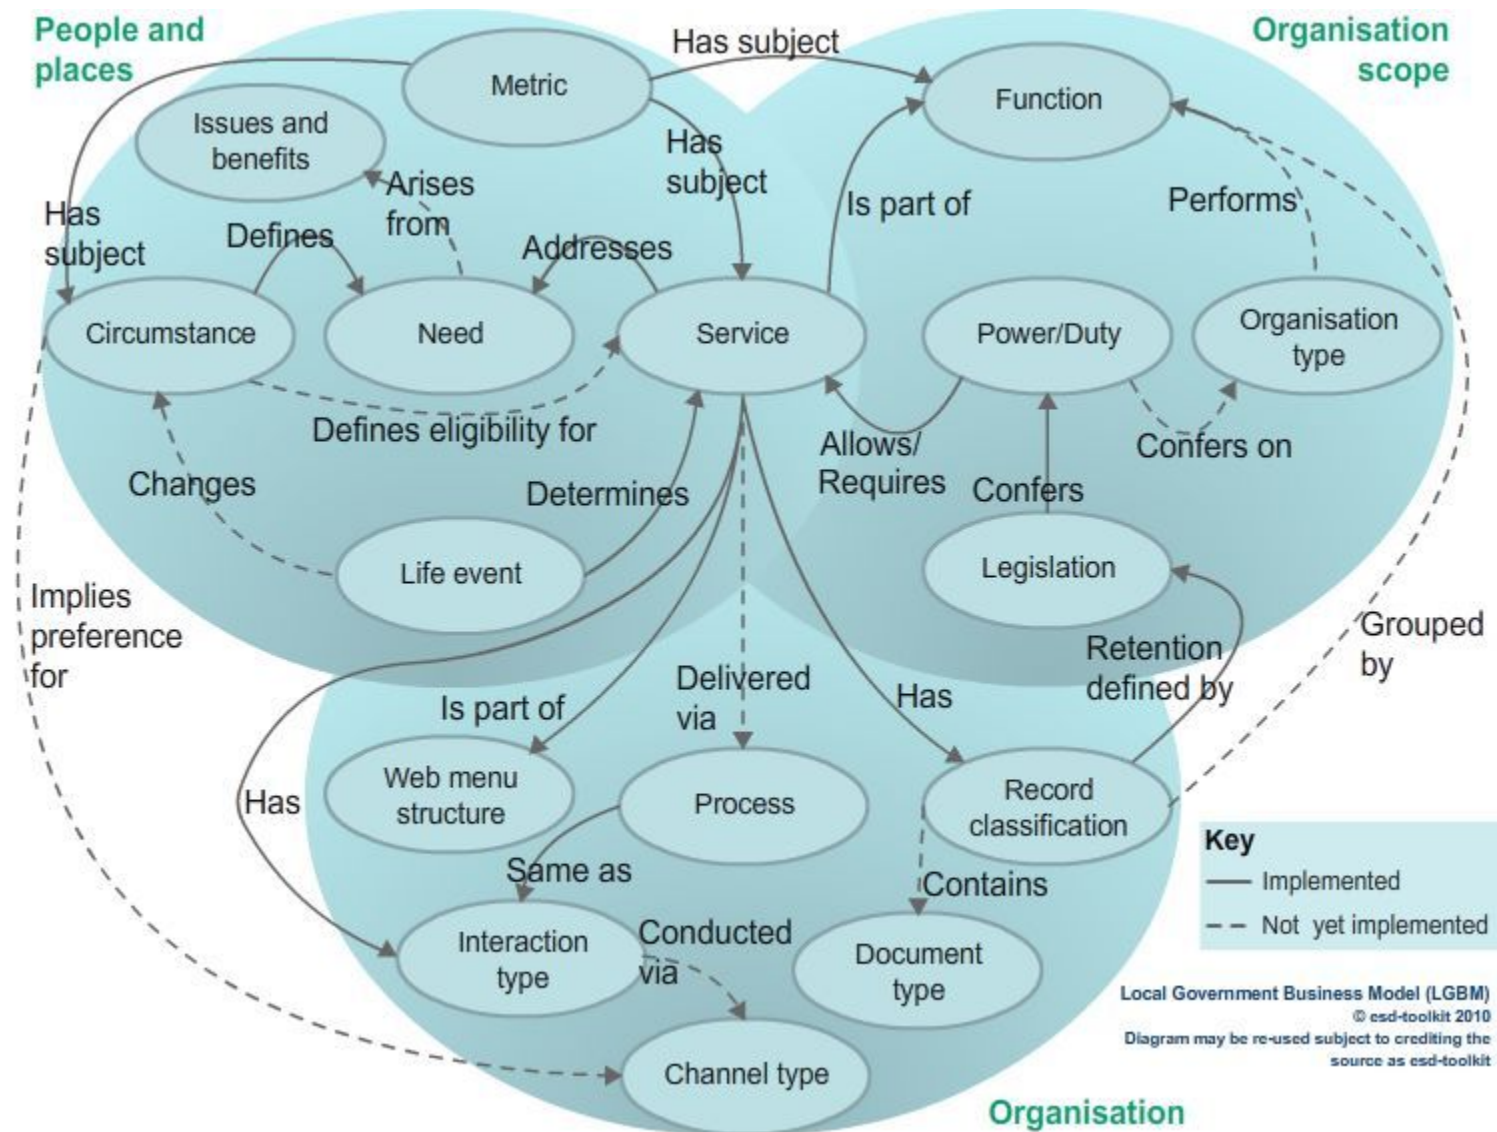 People and
places
Organisation
scope
Has subject
Metric
Function
Issues and
benefits
Has
subject
Arises
from
Is part of
Performs
Has
subject
Defines
Addresses
Circumstance
Need
Service
Power/Duty
Organisation
type
Defines eligibility for
Allows/
Requires
Confers on
Changes
Determines
Confers
Life event
Legislation
Implies
preference
for
Grouped
by
Retention
defined by
Delivered
via
Is part of
Has
Has
Web menu
structure
Process
Record
classification
Same as
Contains
Interaction
type
Conducted
via
Document
type
Channel type
Key
Implemented
Not yet implemented
Local Government Business Model (LGBM)
© esd-toolkit 2010
Diagram may be re-used subject to crediting the
source as esd-toolkit
Organisation